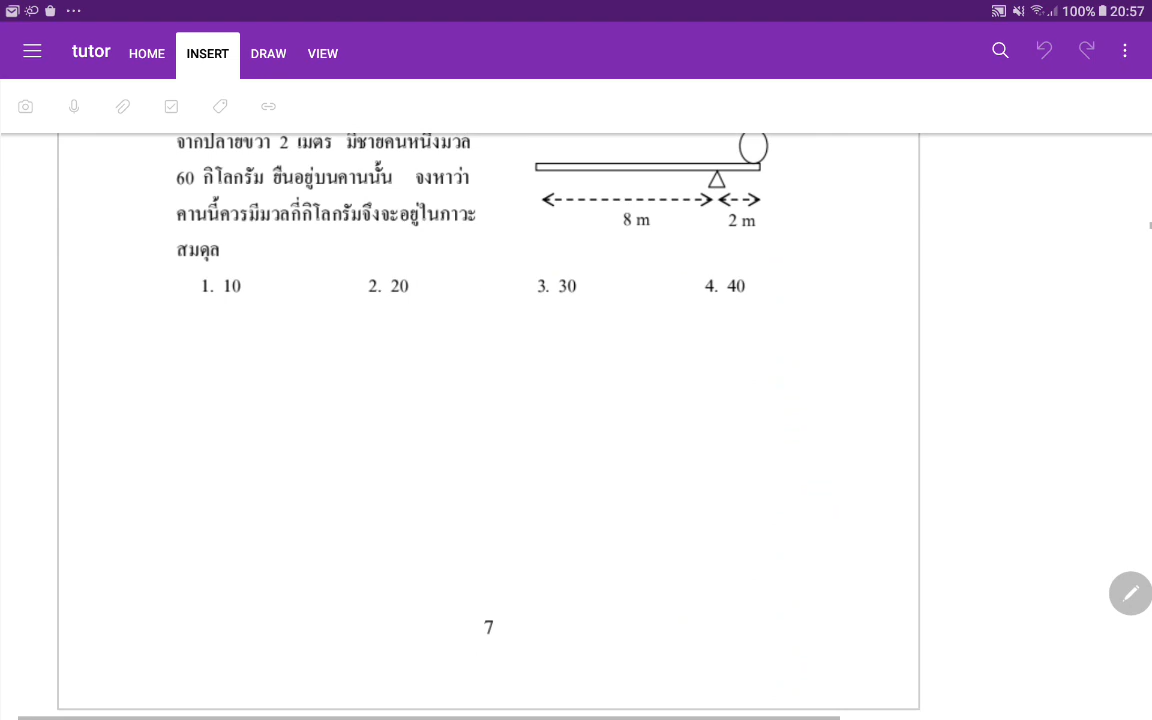 100% 20:57
tutor HOME INSERT DRAW VIEW
จากปลายขวา 2 เมตร มีชายคนหนึ่งมวล
60 กิโลกรัม ยืนอยู่บนคานนั้น จงหาว่า
คานนี้ควรมีมวลกี่กิโลกรัมจึงจะอยู่ในภาวะ
สมดุล
8 m 2 m
1. 10 2. 20 3. 30 4. 40
7